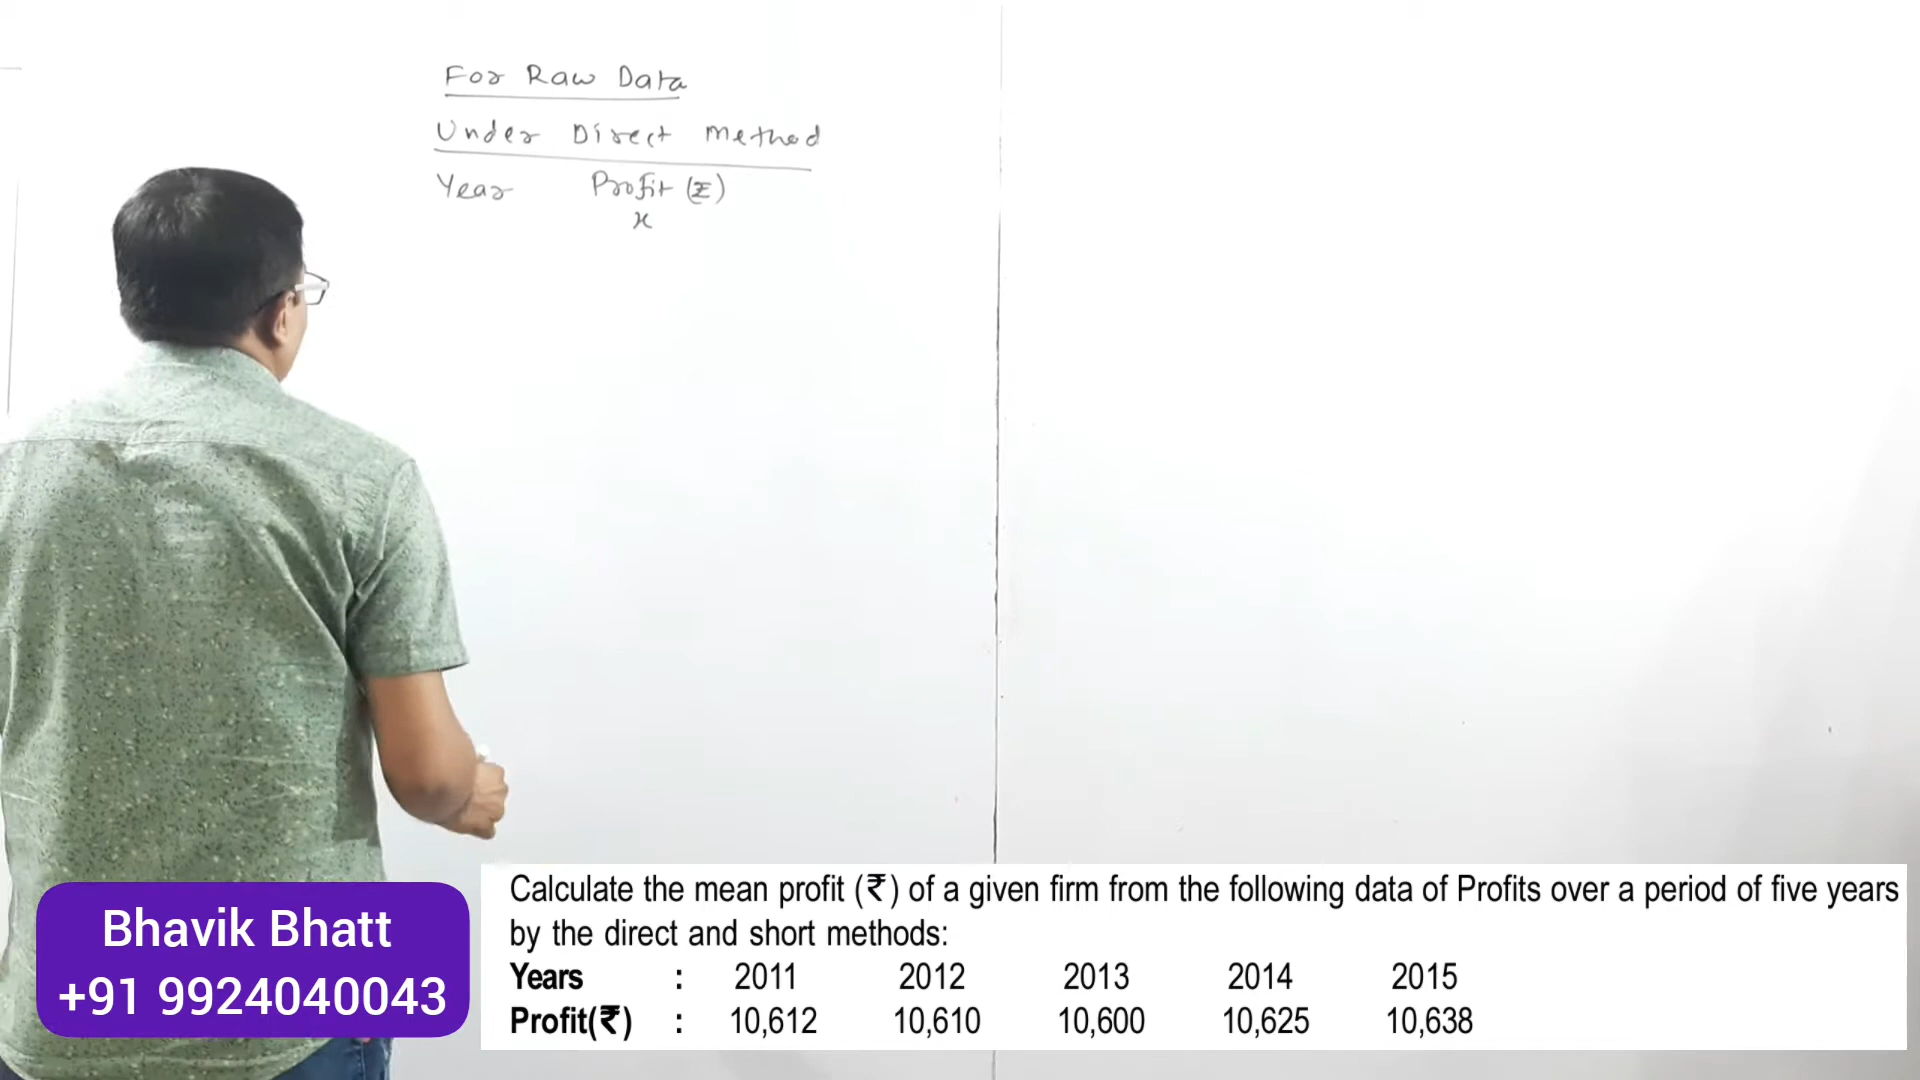 For Raw Data
Under Direct Method
Year Profit (₹)
x
Bhavik Bhatt
+91 9924040043
Calculate the mean profit (₹) of a given firm from the following data of Profits over a period of five years
by the direct and short methods:
Years : 2011 2012 2013 2014 2015
Profit(₹) : 10,612 10,610 10,600 10,625 10,638